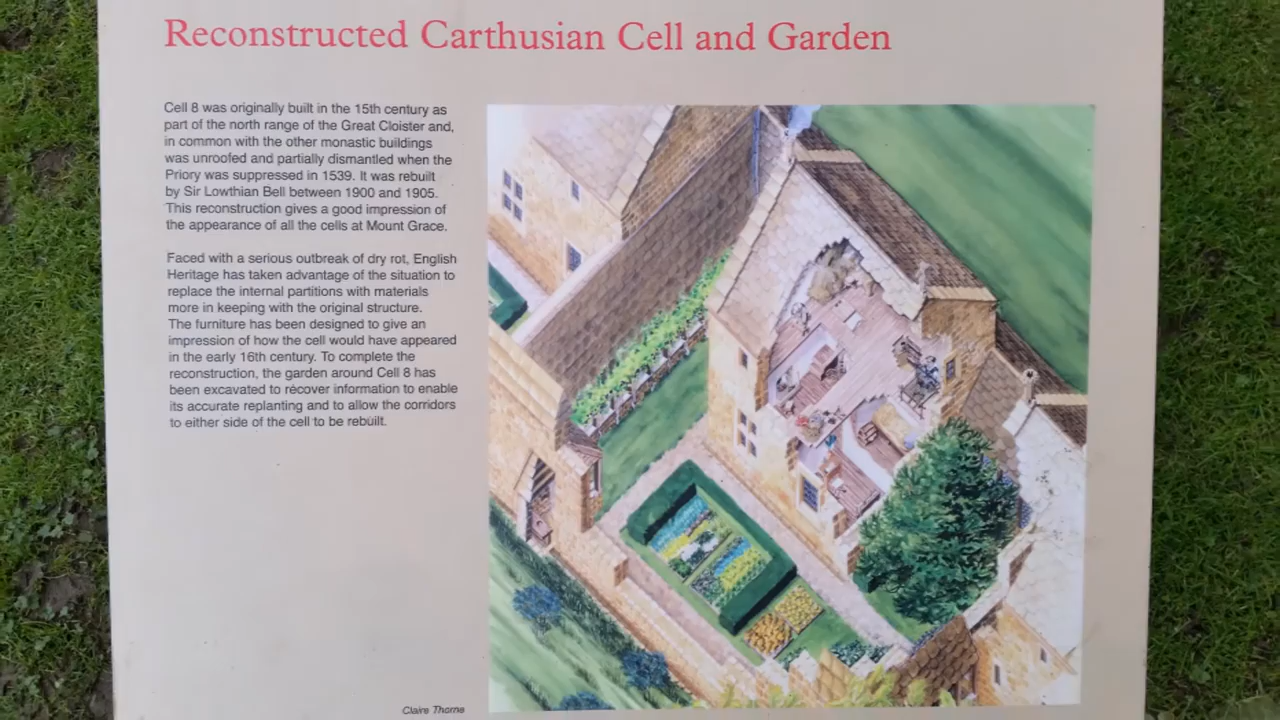 Reconstructed Carthusian Cell and Garden
Cell 8 was originally built in the 15th century as
part of the north range of the Great Cloister and,
in common with the other monastic buildings
was unroofed and partially dismantled when the
Priory was suppressed in 1539. It was rebuilt
by Sir Lowthian Bell between 1900 and 1905.
This reconstruction gives a good impression of
the appearance of all the cells at Mount Grace.
Faced with a serious outbreak of dry rot, English
Heritage has taken advantage of the situation to
replace the internal partitions with materials
more in keeping with the original structure.
The furniture has been designed to give an
impression of how the cell would have appeared
in the early 16th century. To complete the
reconstruction, the garden around Cell 8 has
been excavated to recover information to enable
its accurate replanting and to allow the corridors
to either side of the cell to be rebuilt.
Claire Thorne